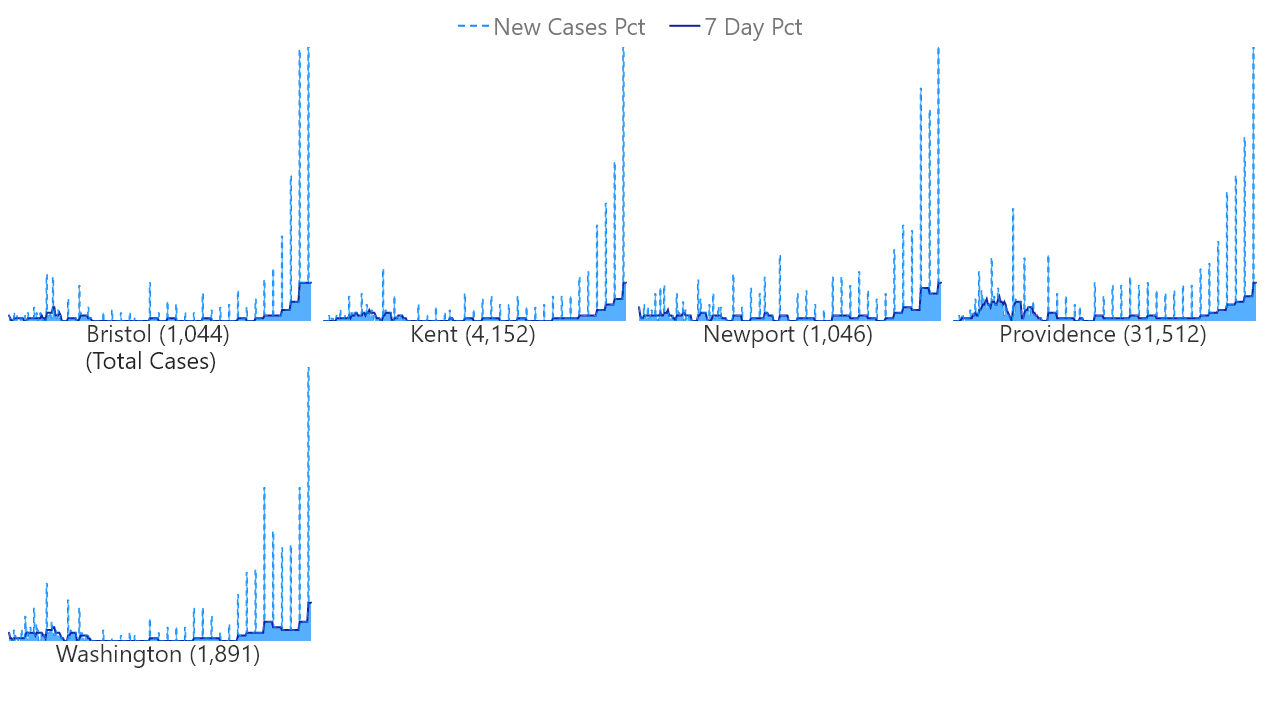 New Cases Pct 7 Day Pct
Bristol (1,044) Kent (4,152) Newport (1,046) Providence (31,512)
(Total Cases)
Washington (1,891)